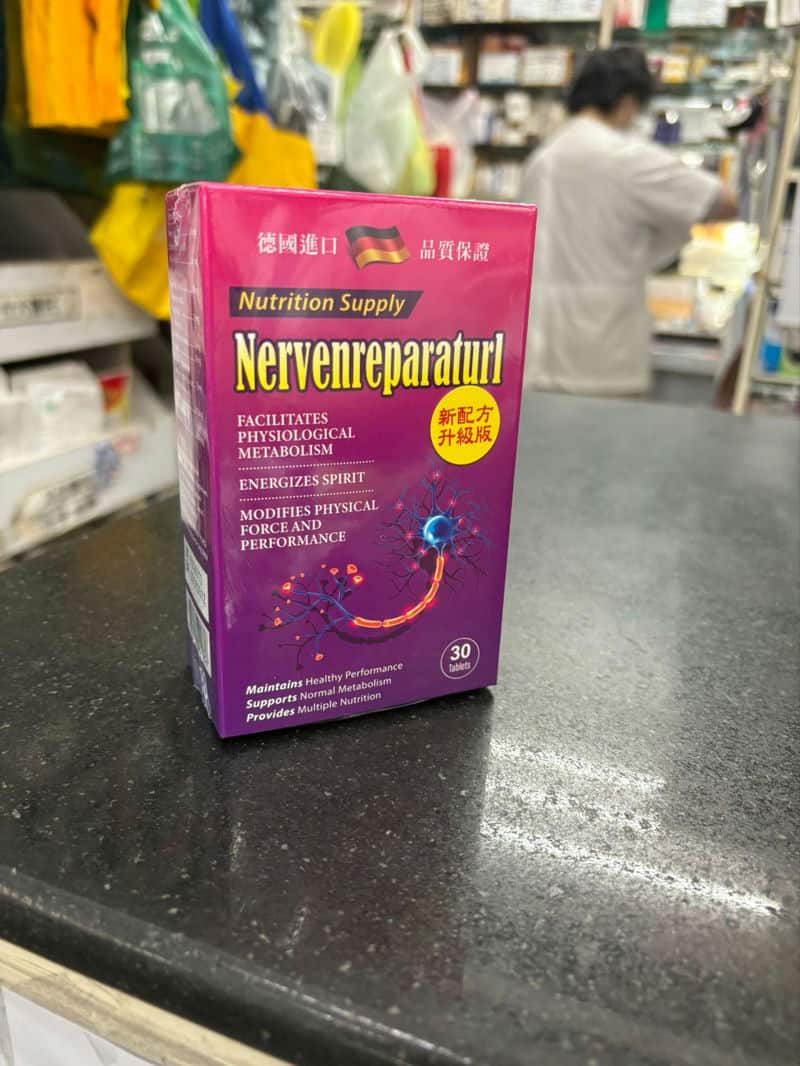 德國進口 品質保證
Nutrition Supply
Nervenreparaturl
新配方
升級版
FACILITATES
PHYSIOLOGICAL
METABOLISM
ENERGIZES SPIRIT
MODIFIES PHYSICAL
FORCE AND
PERFORMANCE
30
Tablets
Maintains Healthy Performance
Supports Normal Metabolism
Provides Multiple Nutrition